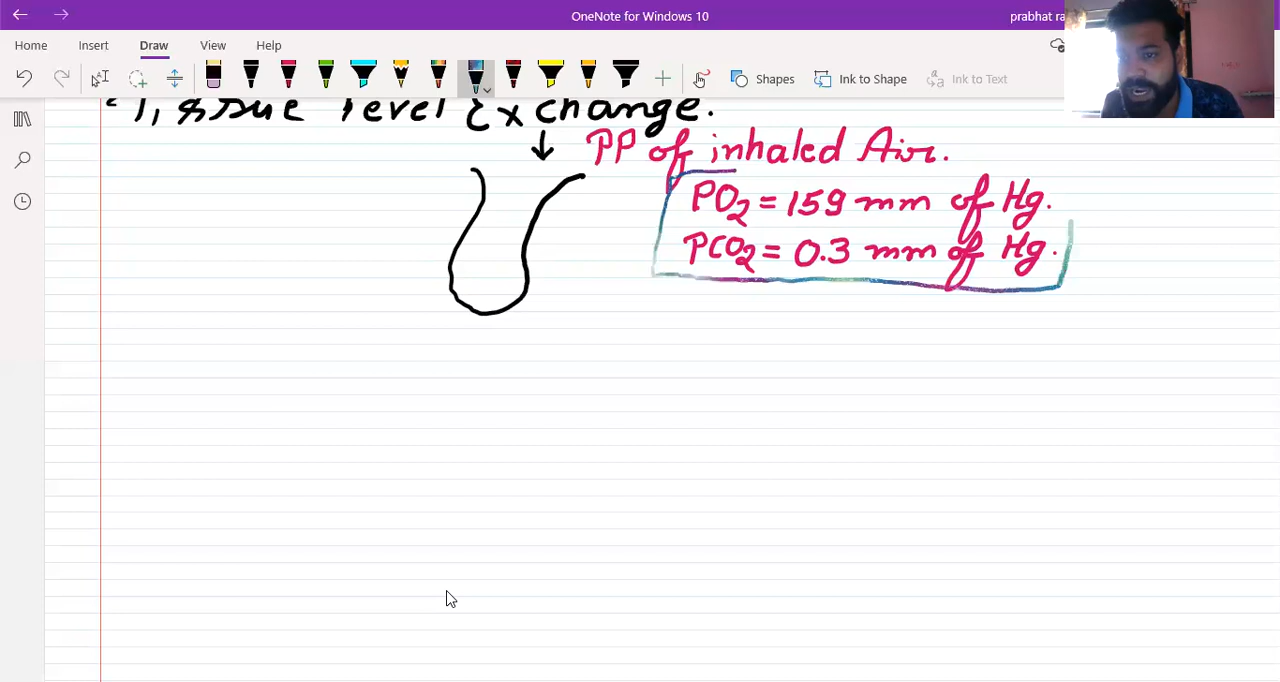 OneNote for Windows 10
prabhat ra
Home Insert Draw View Help
Shapes Ink to Shape Ink to Text
2 Tissue level Exchange.
PP of inhaled Air.
PO2 = 159 mm of Hg.
PCO2 = 0.3 mm of Hg.